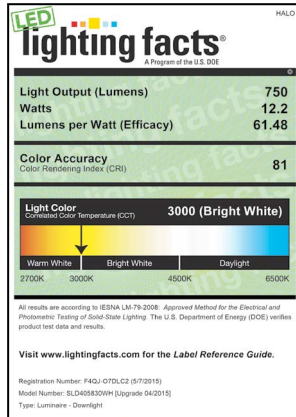 HALO
LED
lighting facts®
A Program of the U.S. DOE
Light Output (Lumens) 750
Watts 12.2
Lumens per Watt (Efficacy) 61.48
Color Accuracy
Color Rendering Index (CRI) 81
Light Color
Correlated Color Temperature (CCT) 3000 (Bright White)
Warm White Bright White Daylight
2700K 3000K 4500K 6500K
All results are according to IESNA LM-79-2008: Approved Method for the Electrical and
Photometric Testing of Solid-State Lighting. The U.S. Department of Energy (DOE) verifies
product test data and results.
Visit www.lightingfacts.com for the Label Reference Guide.
Registration Number: F4QJ-O7DLC2 (5/7/2015)
Model Number: SLD405830WH [Upgrade 04/2015]
Type: Luminaire - Downlight